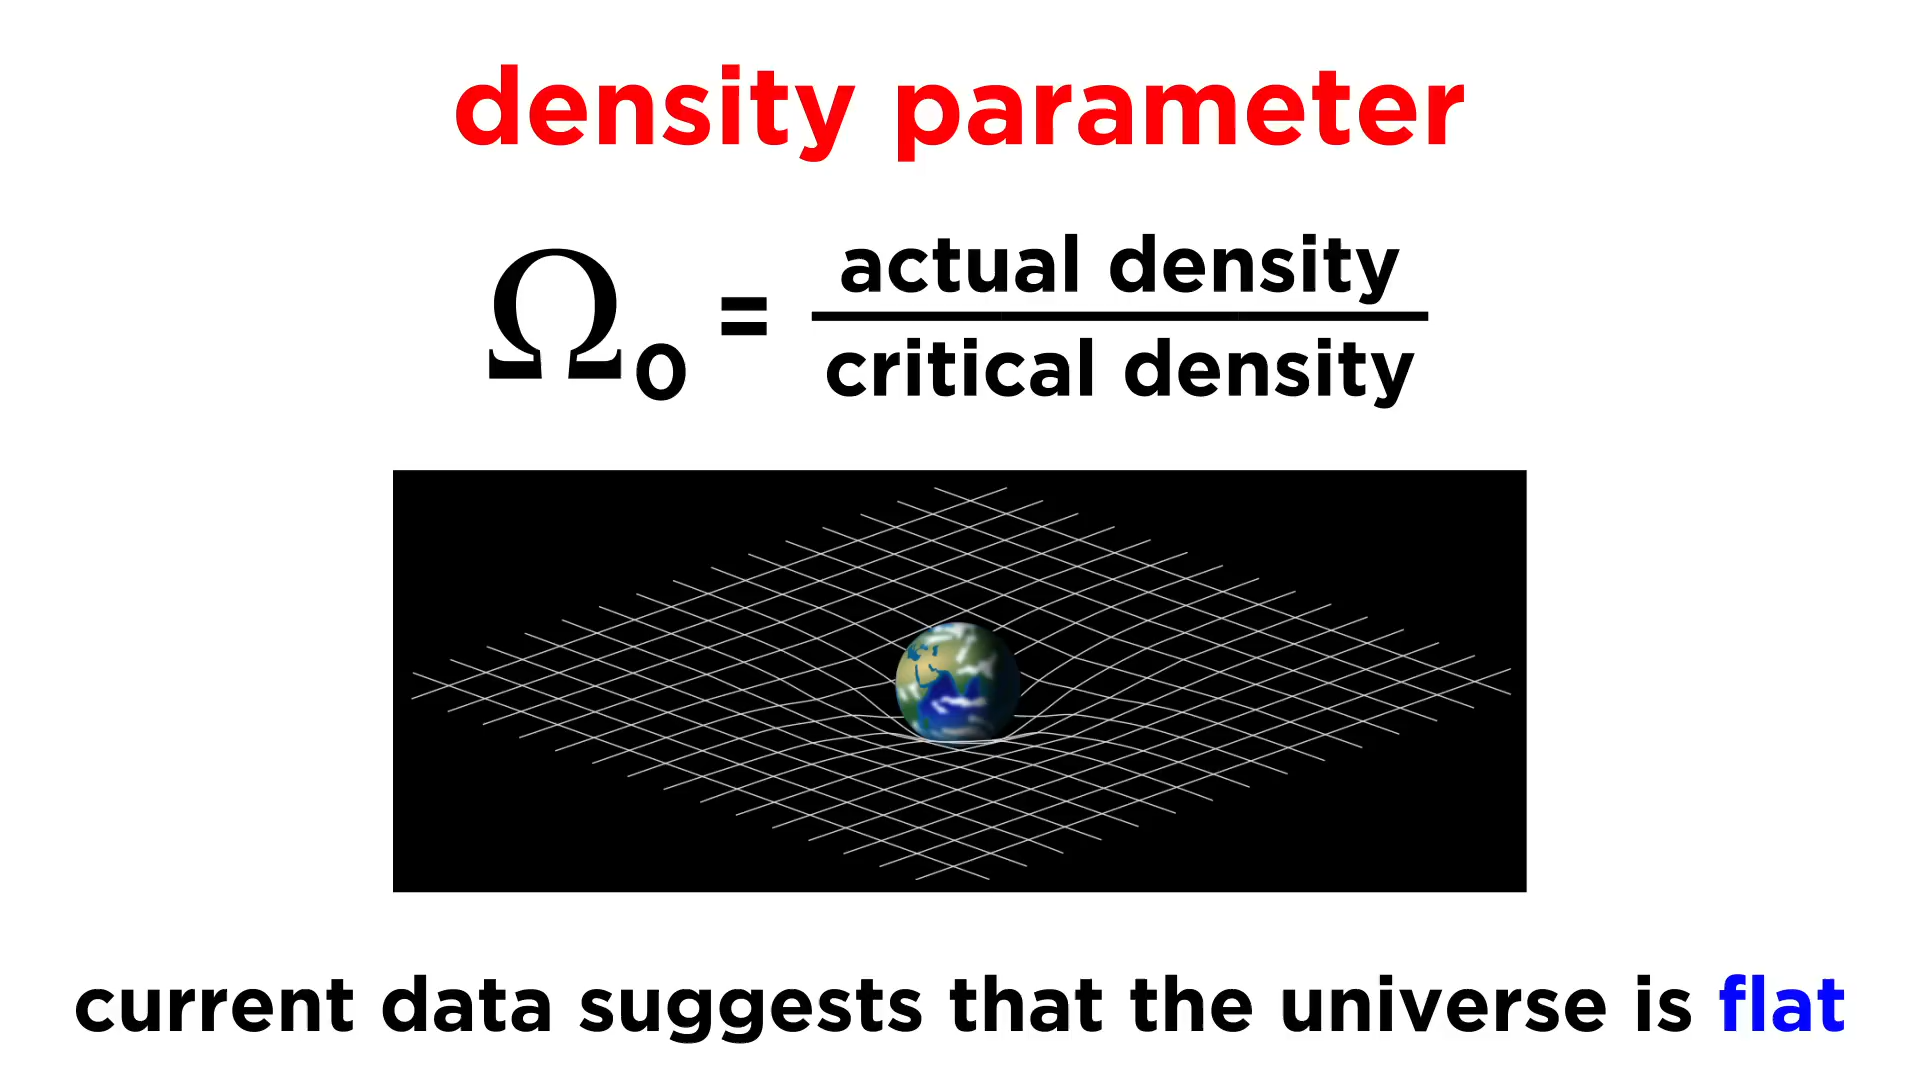 density parameter
Ω₀ = actual density
critical density
current data suggests that the universe is flat